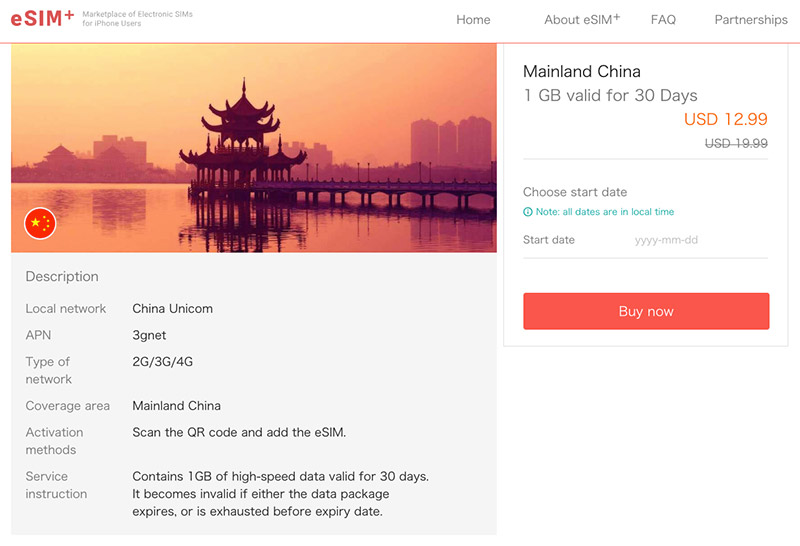 eSIM+
Marketplace of Electronic SIMs
for iPhone Users
Home
About eSIM+
FAQ
Partnerships
Mainland China
1 GB valid for 30 Days
USD 12.99
USD 19.99
Choose start date
Note: all dates are in local time
Start date
yyyy-mm-dd
Buy now
Description
Local network
China Unicom
APN
3gnet
Type of
network
2G/3G/4G
Coverage area
Mainland China
Activation
methods
Scan the QR code and add the eSIM.
Service
instruction
Contains 1GB of high-speed data valid for 30 days.
It becomes invalid if either the data package
expires, or is exhausted before expiry date.